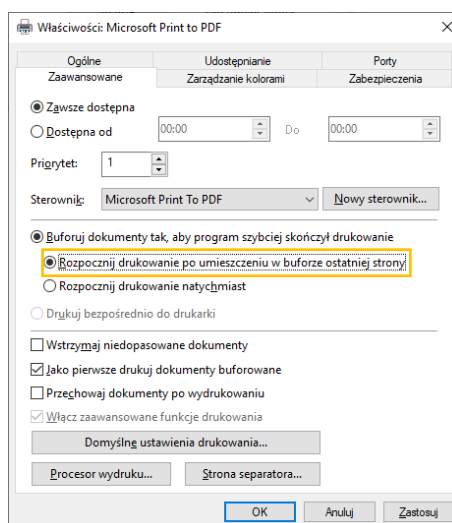 Właściwości: Microsoft Print to PDF
Ogólne Udostępnianie Porty
Zaawansowane Zarządzanie kolorami Zabezpieczenia
Zawsze dostępna
Dostępna od 00:00 Do 00:00
Priorytet: 1
Sterownik: Microsoft Print To PDF Nowy sterownik...
Buforuj dokumenty tak, aby program szybciej skończył drukowanie
Rozpocznij drukowanie po umieszczeniu w buforze ostatniej strony
Rozpocznij drukowanie natychmiast
Drukuj bezpośrednio do drukarki
Wstrzymaj niedopasowane dokumenty
Jako pierwsze drukuj dokumenty buforowane
Przechowaj dokumenty po wydrukowaniu
Włącz zaawansowane funkcje drukowania
Domyślne ustawienia drukowania...
Procesor wydruku... Strona separatora...
OK Anuluj Zastosuj